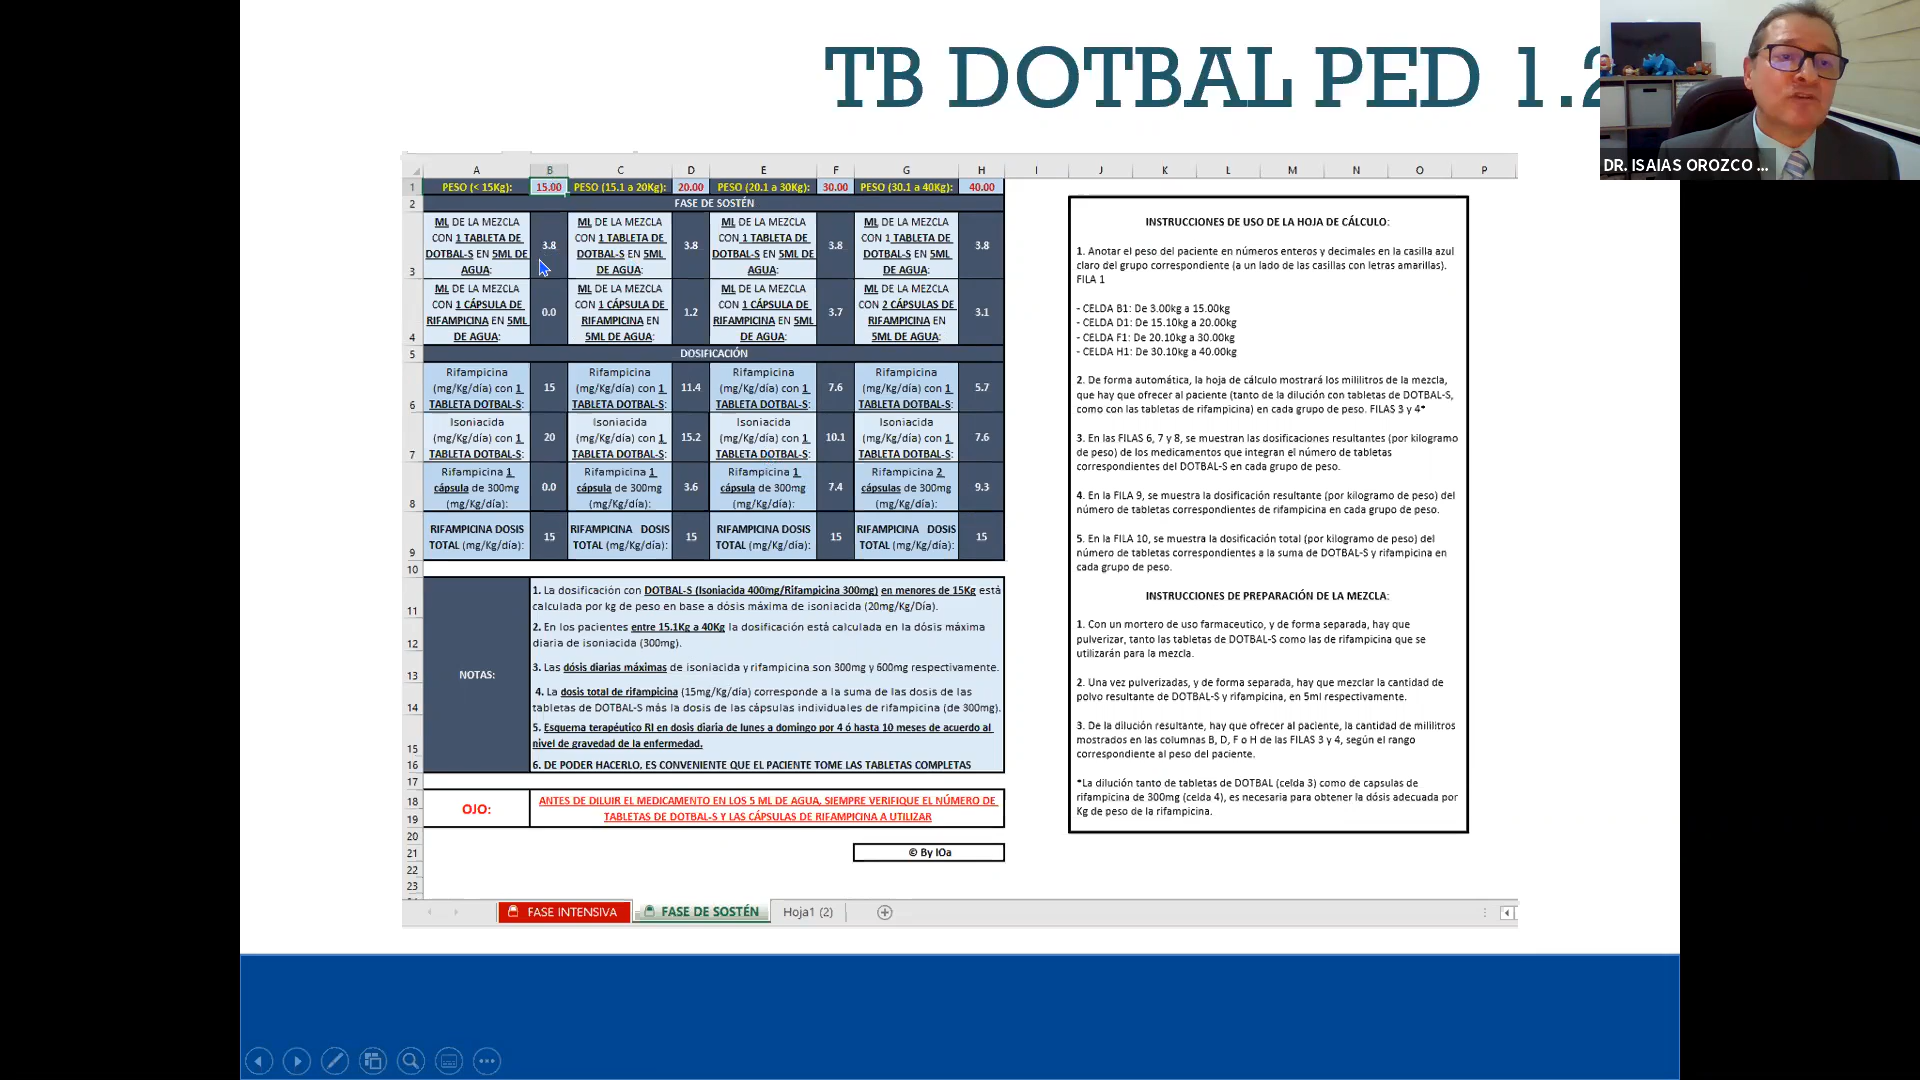 TB DOTBAL PED 1.2
DR. ISAIAS OROZCO ...
A B C D E F G H I J K L M N O P
1 PESO (< 15Kg): 15.00 PESO (15.1 a 20Kg): 20.00 PESO (20.1 a 30Kg): 30.00 PESO (30.1 a 40Kg): 40.00
2 FASE DE SOSTÉN
ML DE LA MEZCLA
CON 1 TABLETA DE
DOTBAL-S EN 5ML DE
AGUA:
3.8
ML DE LA MEZCLA
CON 1 TABLETA DE
DOTBAL-S EN 5ML
DE AGUA:
3.8
ML DE LA MEZCLA
CON 1 TABLETA DE
DOTBAL-S EN 5ML DE
AGUA:
3.8
ML DE LA MEZCLA
CON 1 TABLETA DE
DOTBAL-S EN 5ML
DE AGUA:
3.8
3
ML DE LA MEZCLA
CON 1 CÁPSULA DE
RIFAMPICINA EN 5ML
DE AGUA:
0.0
ML DE LA MEZCLA
CON 1 CÁPSULA DE
RIFAMPICINA EN
5ML DE AGUA:
1.2
ML DE LA MEZCLA
CON 1 CÁPSULA DE
RIFAMPICINA EN 5ML
DE AGUA:
3.7
ML DE LA MEZCLA
CON 2 CÁPSULAS DE
RIFAMPICINA EN
5ML DE AGUA:
3.1
4
5 DOSIFICACIÓN
Rifampicina
(mg/Kg/día) con 1
TABLETA DOTBAL-S:
15
Rifampicina
(mg/Kg/día) con 1
TABLETA DOTBAL-S:
11.4
Rifampicina
(mg/Kg/día) con 1
TABLETA DOTBAL-S:
7.6
Rifampicina
(mg/Kg/día) con 1
TABLETA DOTBAL-S:
5.7
6
Isoniacida
(mg/Kg/día) con 1
TABLETA DOTBAL-S:
20
Isoniacida
(mg/Kg/día) con 1
TABLETA DOTBAL-S:
15.2
Isoniacida
(mg/Kg/día) con 1
TABLETA DOTBAL-S:
10.1
Isoniacida
(mg/Kg/día) con 1
TABLETA DOTBAL-S:
7.6
7
Rifampicina 1
cápsula de 300mg
(mg/Kg/día):
0.0
Rifampicina 1
cápsula de 300mg
(mg/Kg/día):
3.6
Rifampicina 1
cápsula de 300mg
(mg/Kg/día):
7.4
Rifampicina 2
cápsulas de 300mg
(mg/Kg/día):
9.3
8
RIFAMPICINA DOSIS
TOTAL (mg/Kg/día):
15
RIFAMPICINA DOSIS
TOTAL (mg/Kg/día):
15
RIFAMPICINA DOSIS
TOTAL (mg/Kg/día):
15
RIFAMPICINA DOSIS
TOTAL (mg/Kg/día):
15
9
10
NOTAS:
1. La dosificación con DOTBAL-S (Isoniacida 400mg/Rifampicina 300mg) en menores de 15Kg está
calculada por kg de peso en base a dósis máxima de isoniacida (20mg/Kg/Día).
11
2. En los pacientes entre 15.1Kg a 40Kg la dosificación está calculada en la dósis máxima
diaria de isoniacida (300mg).
12
3. Las dósis diarias máximas de isoniacida y rifampicina son 300mg y 600mg respectivamente.
13
4. La dosis total de rifampicina (15mg/Kg/día) corresponde a la suma de las dosis de las
tabletas de DOTBAL-S más la dosis de las cápsulas individuales de rifampicina (de 300mg).
14
5. Esquema terapéutico RI en dosis diaria de lunes a domingo por 4 ó hasta 10 meses de acuerdo al
nivel de gravedad de la enfermedad.
15
16 6. DE PODER HACERLO, ES CONVENIENTE QUE EL PACIENTE TOME LAS TABLETAS COMPLETAS
17
OJO:
18 ANTES DE DILUIR EL MEDICAMENTO EN LOS 5 ML DE AGUA, SIEMPRE VERIFIQUE EL NÚMERO DE
19 TABLETAS DE DOTBAL-S Y LAS CÁPSULAS DE RIFAMPICINA A UTILIZAR
20
21 © By IOa
22
23
INSTRUCCIONES DE USO DE LA HOJA DE CÁLCULO:
1. Anotar el peso del paciente en números enteros y decimales en la casilla azul
claro del grupo correspondiente (a un lado de las casillas con letras amarillas).
FILA 1
- CELDA B1: De 3.00kg a 15.00kg
- CELDA D1: De 15.10kg a 20.00kg
- CELDA F1: De 20.10kg a 30.00kg
- CELDA H1: De 30.10kg a 40.00kg
2. De forma automática, la hoja de cálculo mostrará los mililitros de la mezcla,
que hay que ofrecer al paciente (tanto de la dilución con tabletas de DOTBAL-S,
como con las tabletas de rifampicina) en cada grupo de peso. FILAS 3 y 4*
3. En las FILAS 6, 7 y 8, se muestran las dosificaciones resultantes (por kilogramo
de peso) de los medicamentos que integran el número de tabletas
correspondientes del DOTBAL-S en cada grupo de peso.
4. En la FILA 9, se muestra la dosificación resultante (por kilogramo de peso) del
número de tabletas correspondientes de rifampicina en cada grupo de peso.
5. En la FILA 10, se muestra la dosificación total (por kilogramo de peso) del
número de tabletas correspondientes a la suma de DOTBAL-S y rifampicina en
cada grupo de peso.
INSTRUCCIONES DE PREPARACIÓN DE LA MEZCLA:
1. Con un mortero de uso farmaceutico, y de forma separada, hay que
pulverizar, tanto las tabletas de DOTBAL-S como las de rifampicina que se
utilizarán para la mezcla.
2. Una vez pulverizadas, y de forma separada, hay que mezclar la cantidad de
polvo resultante de DOTBAL-S y rifampicina, en 5ml respectivamente.
3. De la dilución resultante, hay que ofrecer al paciente, la cantidad de mililitros
mostrados en las columnas B, D, F o H de las FILAS 3 y 4, según el rango
correspondiente al peso del paciente.
*La dilución tanto de tabletas de DOTBAL (celda 3) como de capsulas de
rifampicina de 300mg (celda 4), es necesaria para obtener la dósis adecuada por
Kg de peso de la rifampicina.
FASE INTENSIVA FASE DE SOSTÉN Hoja1 (2)